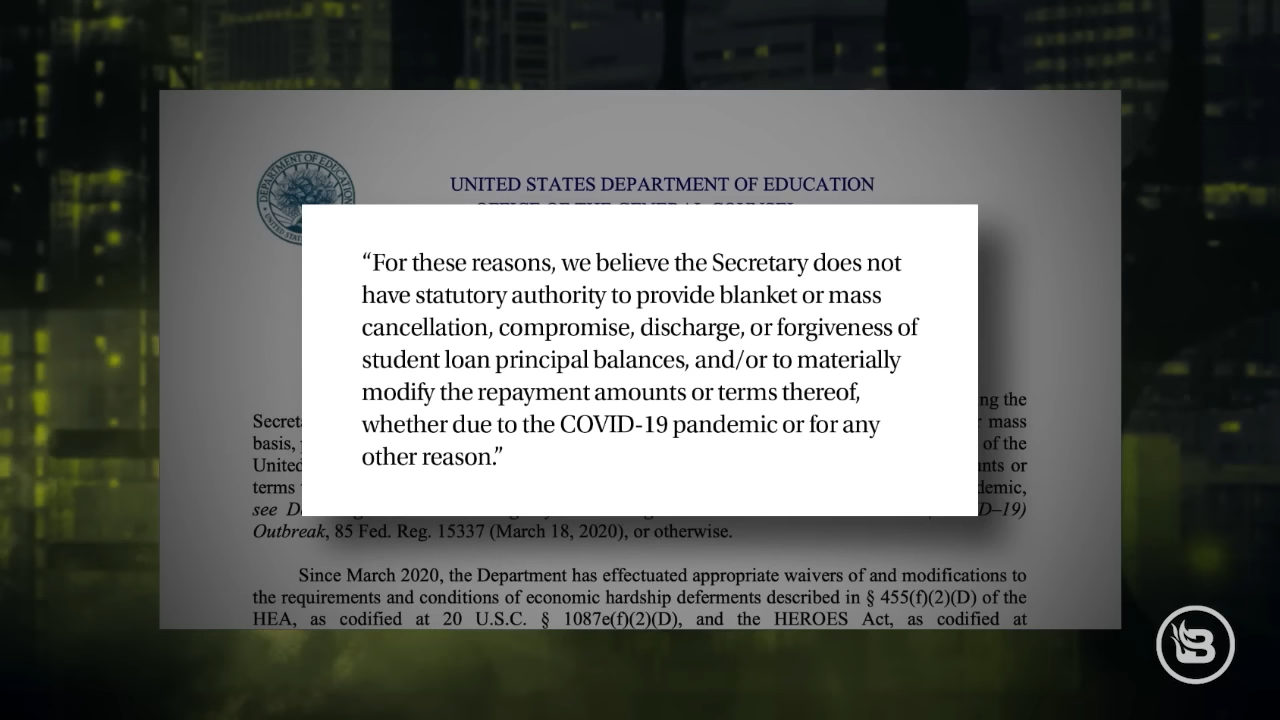 UNITED STATES DEPARTMENT OF EDUCATION
“For these reasons, we believe the Secretary does not
have statutory authority to provide blanket or mass
cancellation, compromise, discharge, or forgiveness of
student loan principal balances, and/or to materially
modify the repayment amounts or terms thereof,
whether due to the COVID-19 pandemic or for any
other reason.”
ng the
mass
basis, of the
United
terms
see
Outbreak, 85 Fed. Reg. 15337 (March 18, 2020), or otherwise.
Since March 2020, the Department has effectuated appropriate waivers of and modifications to
the requirements and conditions of economic hardship deferments described in § 455(f)(2)(D) of the
HEA, as codified at 20 U.S.C. § 1087e(f)(2)(D), and the HEROES Act, as codified at
B